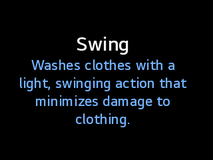 Swing
Washes clothes with a
light, swinging action that
minimizes damage to
clothing.